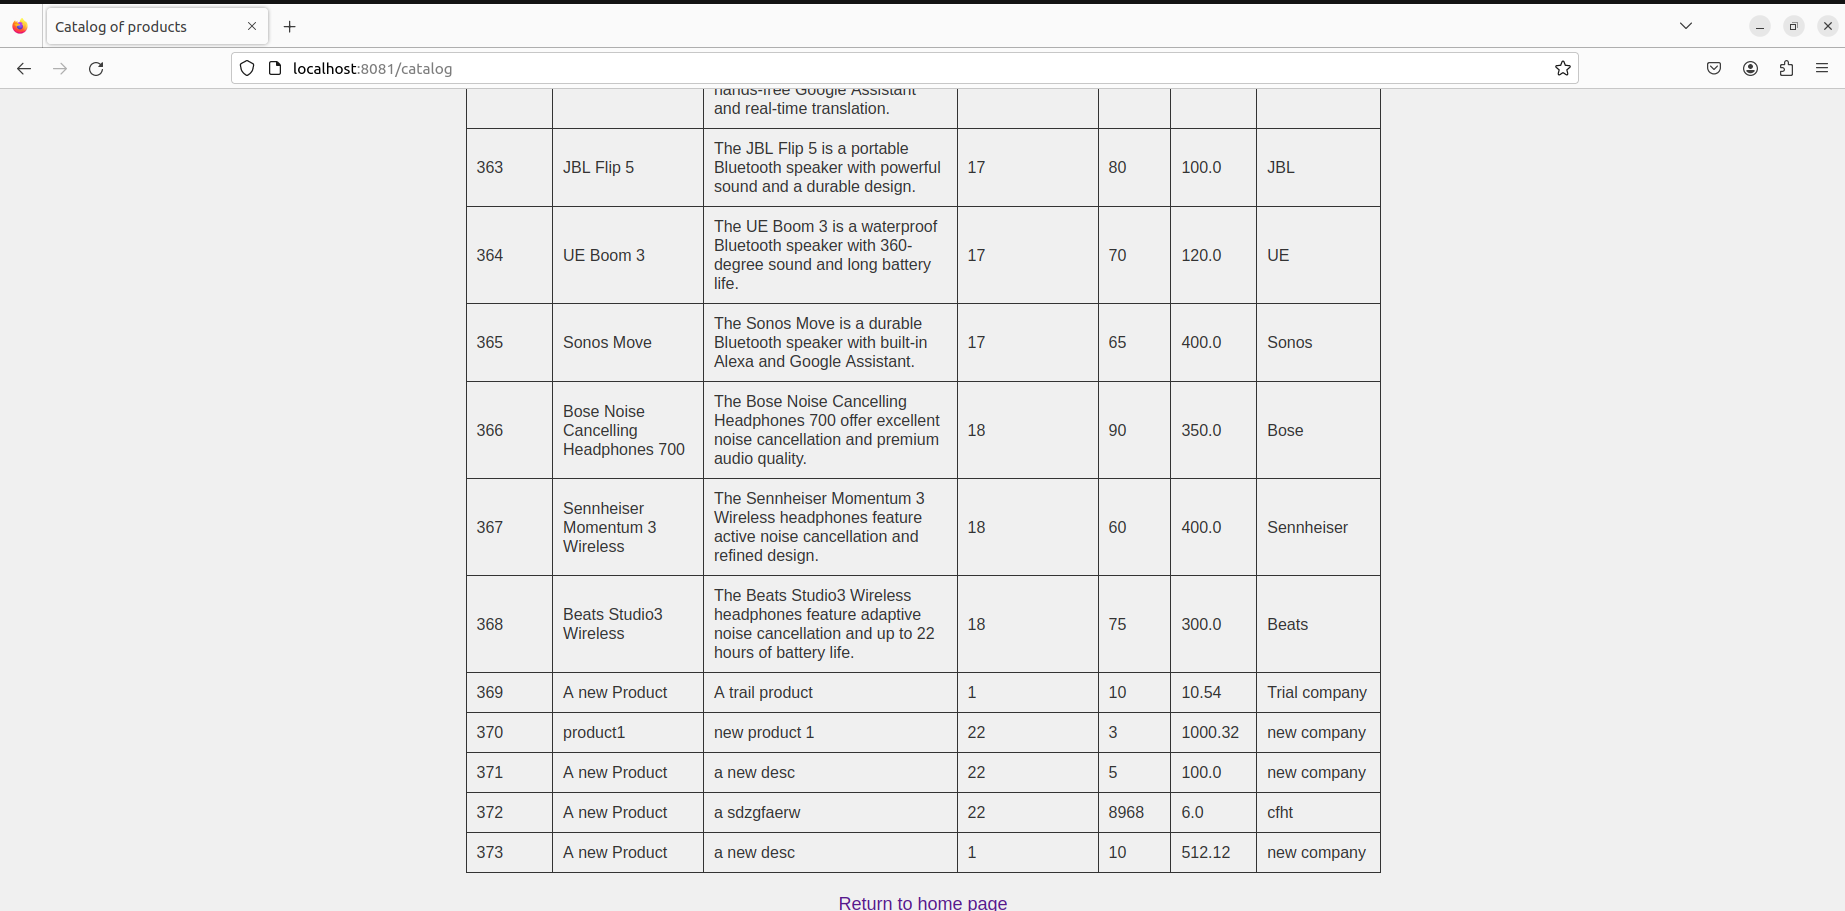 Catalog of products
localhost:8081/catalog
hands-free Google Assistant
and real-time translation.
363 JBL Flip 5 The JBL Flip 5 is a portable
Bluetooth speaker with powerful
sound and a durable design. 17 80 100.0 JBL
364 UE Boom 3 The UE Boom 3 is a waterproof
Bluetooth speaker with 360-
degree sound and long battery
life. 17 70 120.0 UE
365 Sonos Move The Sonos Move is a durable
Bluetooth speaker with built-in
Alexa and Google Assistant. 17 65 400.0 Sonos
366 Bose Noise
Cancelling
Headphones 700 The Bose Noise Cancelling
Headphones 700 offer excellent
noise cancellation and premium
audio quality. 18 90 350.0 Bose
367 Sennheiser
Momentum 3
Wireless The Sennheiser Momentum 3
Wireless headphones feature
active noise cancellation and
refined design. 18 60 400.0 Sennheiser
368 Beats Studio3
Wireless The Beats Studio3 Wireless
headphones feature adaptive
noise cancellation and up to 22
hours of battery life. 18 75 300.0 Beats
369 A new Product A trail product 1 10 10.54 Trial company
370 product1 new product 1 22 3 1000.32 new company
371 A new Product a new desc 22 5 100.0 new company
372 A new Product a sdzgfaerw 22 8968 6.0 cfht
373 A new Product a new desc 1 10 512.12 new company
Return to home page